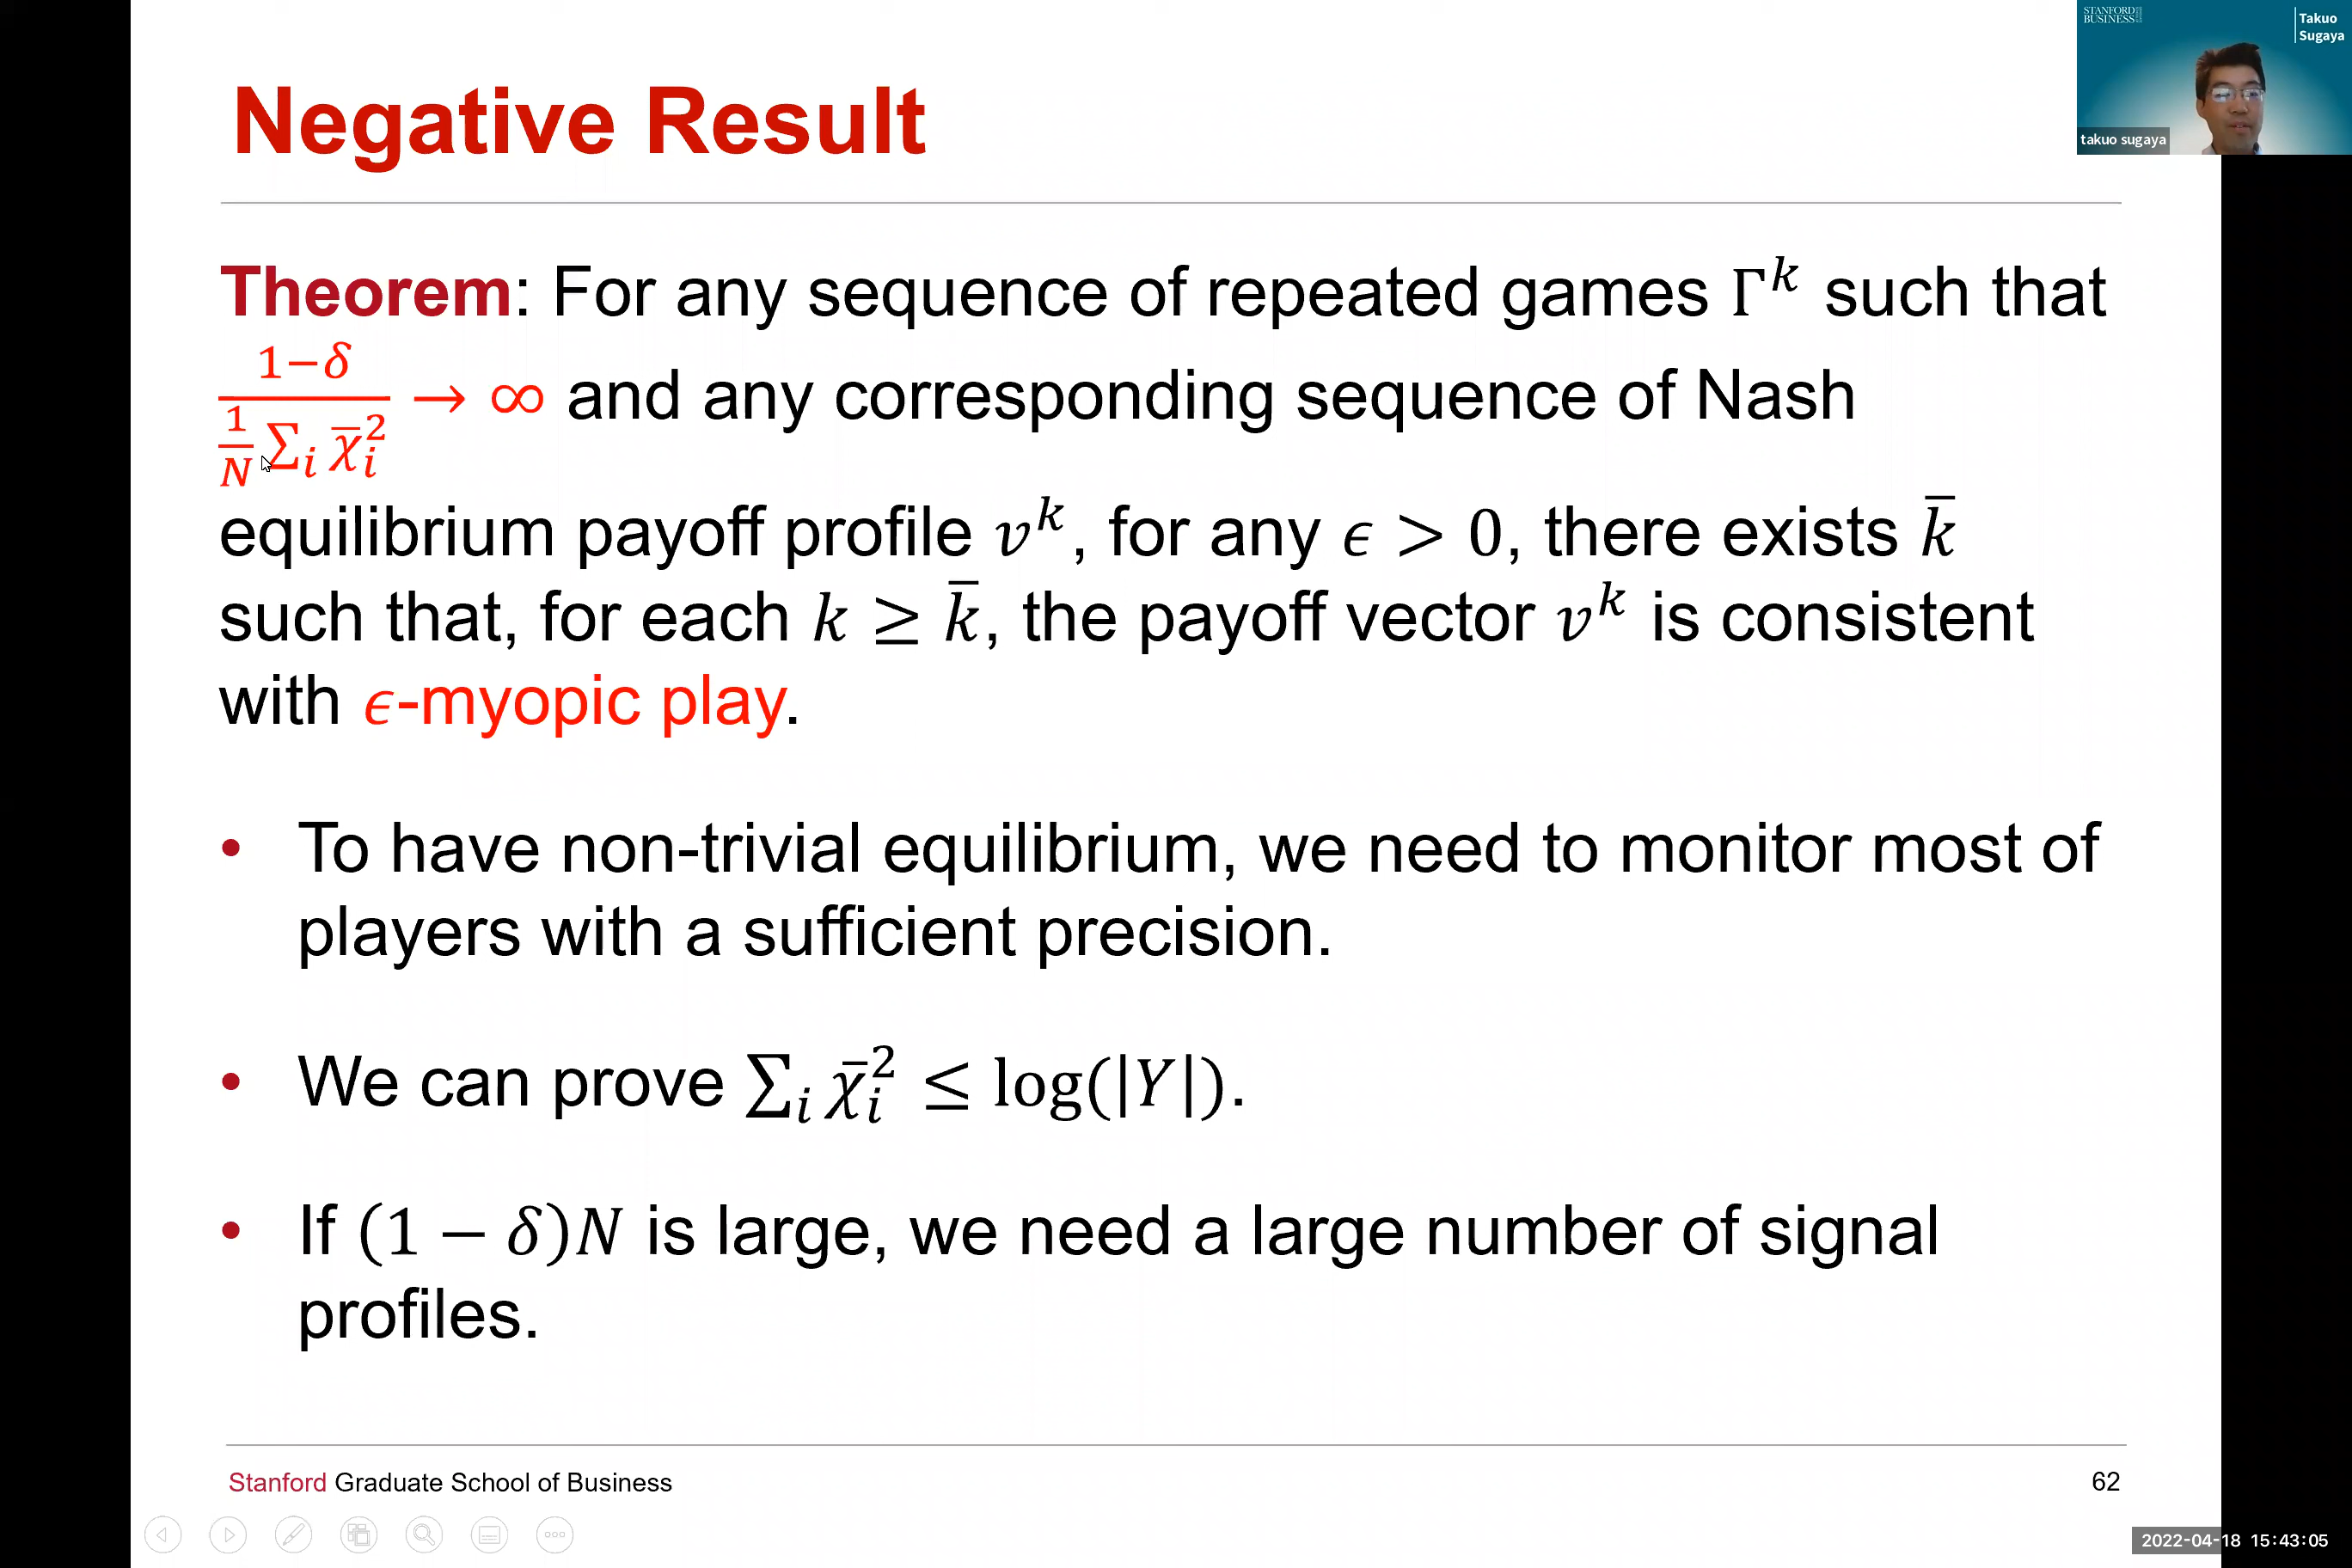 STANFORD
BUSINESS
Takuo
Sugaya
takuo sugaya
Negative Result
Theorem: For any sequence of repeated games Γ^k such that
(1−δ)/((1/N) ∑_i χ̄_i^2) → ∞ and any corresponding sequence of Nash
equilibrium payoff profile v^k, for any ϵ > 0, there exists k̄
such that, for each k ≥ k̄, the payoff vector v^k is consistent
with ϵ-myopic play.
• To have non-trivial equilibrium, we need to monitor most of
players with a sufficient precision.
• We can prove ∑_i χ̄_i^2 ≤ log(|Y|).
• If (1 − δ)N is large, we need a large number of signal
profiles.
Stanford Graduate School of Business
62
2022-04-18 15:43:05